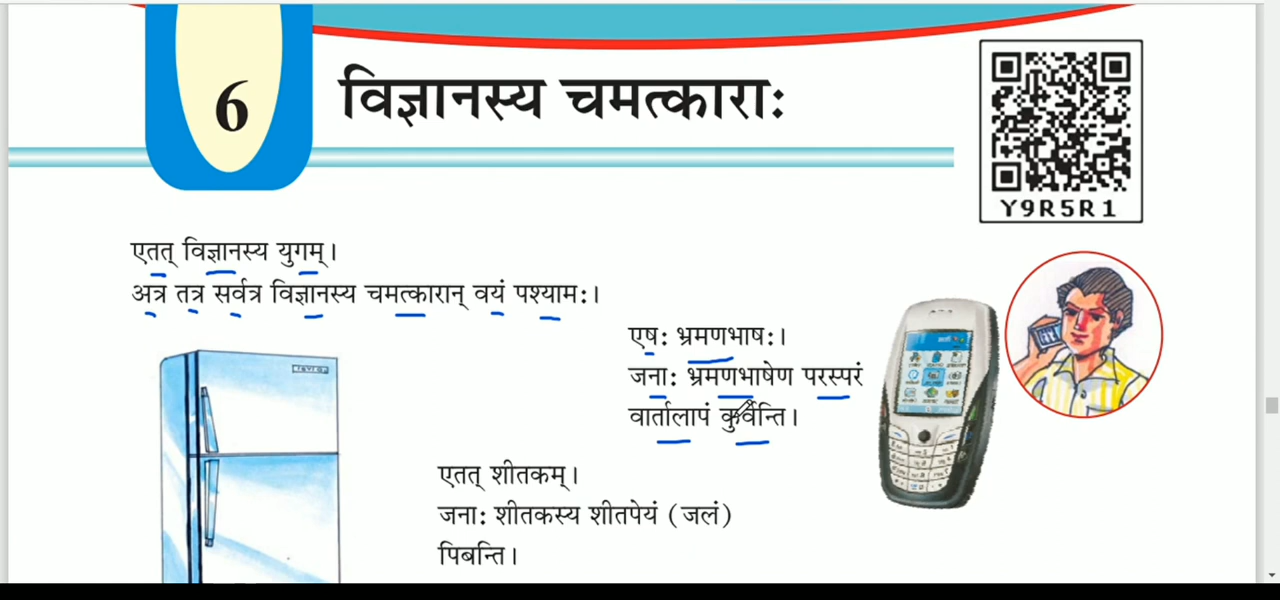 6
विज्ञानस्य चमत्काराः
Y9R5R1
एतत् विज्ञानस्य युगम्।
अत्र तत्र सर्वत्र विज्ञानस्य चमत्कारान् वयं पश्यामः।
एषः भ्रमणभाषः।
जनाः भ्रमणभाषेण परस्परं
वार्तालापं कुर्वन्ति।
एतत् शीतकम्।
जनाः शीतकस्य शीतपेयं (जलं)
पिबन्ति।